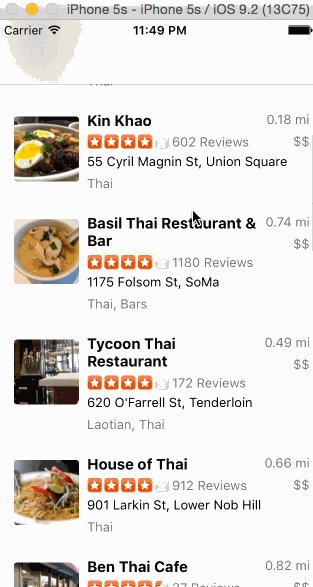 iPhone 5s - iPhone 5s / iOS 9.2 (13C75)
Carrier 11:49 PM
Thai
Kin Khao 0.18 mi
602 Reviews $$
55 Cyril Magnin St, Union Square
Thai
Basil Thai Restaurant & 0.74 mi
Bar $$
1180 Reviews
1175 Folsom St, SoMa
Thai, Bars
Tycoon Thai 0.49 mi
Restaurant $$
172 Reviews
620 O'Farrell St, Tenderloin
Laotian, Thai
House of Thai 0.66 mi
912 Reviews $$
901 Larkin St, Lower Nob Hill
Thai
Ben Thai Cafe 0.82 mi
27 Reviews $$